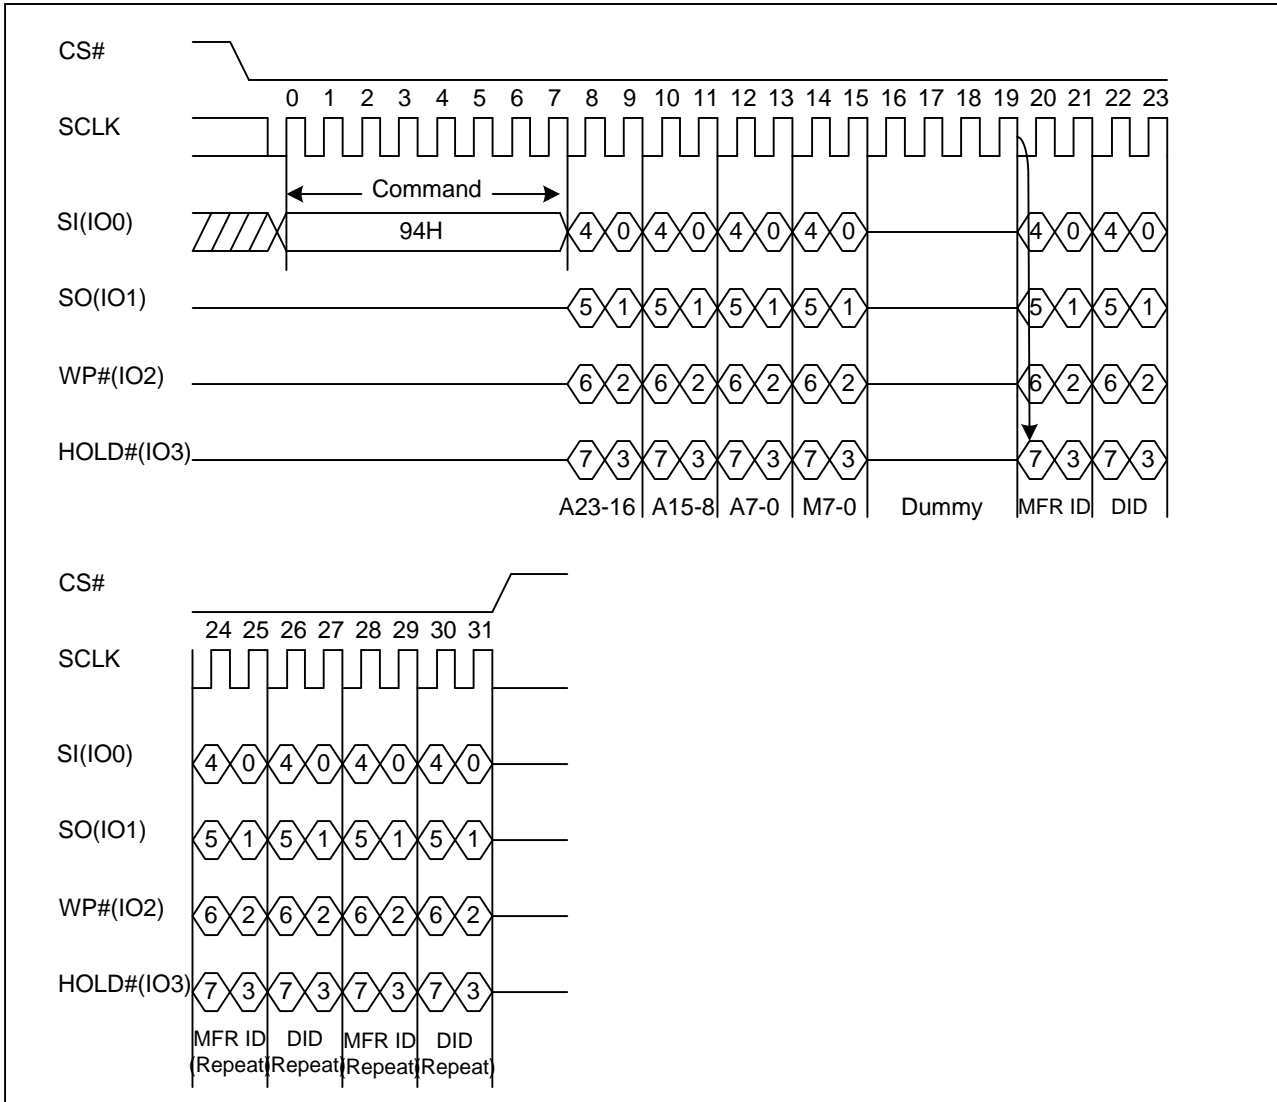 CS#
0 1 2 3 4 5 6 7 8 9 10 11 12 13 14 15 16 17 18 19 20 21 22 23
SCLK
Command
SI(IO0) 94H 4 0 4 0 4 0 4 0 4 0 4 0
SO(IO1) 5 1 5 1 5 1 5 1 5 1 5 1
WP#(IO2) 6 2 6 2 6 2 6 2 6 2 6 2
HOLD#(IO3) 7 3 7 3 7 3 7 3 7 3 7 3
A23-16 A15-8 A7-0 M7-0 Dummy MFR ID DID
CS#
24 25 26 27 28 29 30 31
SCLK
SI(IO0) 4 0 4 0 4 0 4 0
SO(IO1) 5 1 5 1 5 1 5 1
WP#(IO2) 6 2 6 2 6 2 6 2
HOLD#(IO3) 7 3 7 3 7 3 7 3
MFR ID DID MFR ID DID
(Repeat) (Repeat) (Repeat) (Repeat)